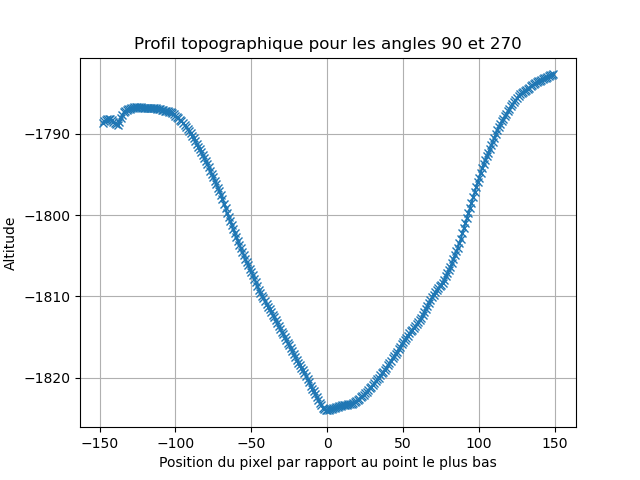 Profil topographique pour les angles 90 et 270
Altitude
−1790
−1800
−1810
−1820
−150 −100 −50 0 50 100 150
Position du pixel par rapport au point le plus bas